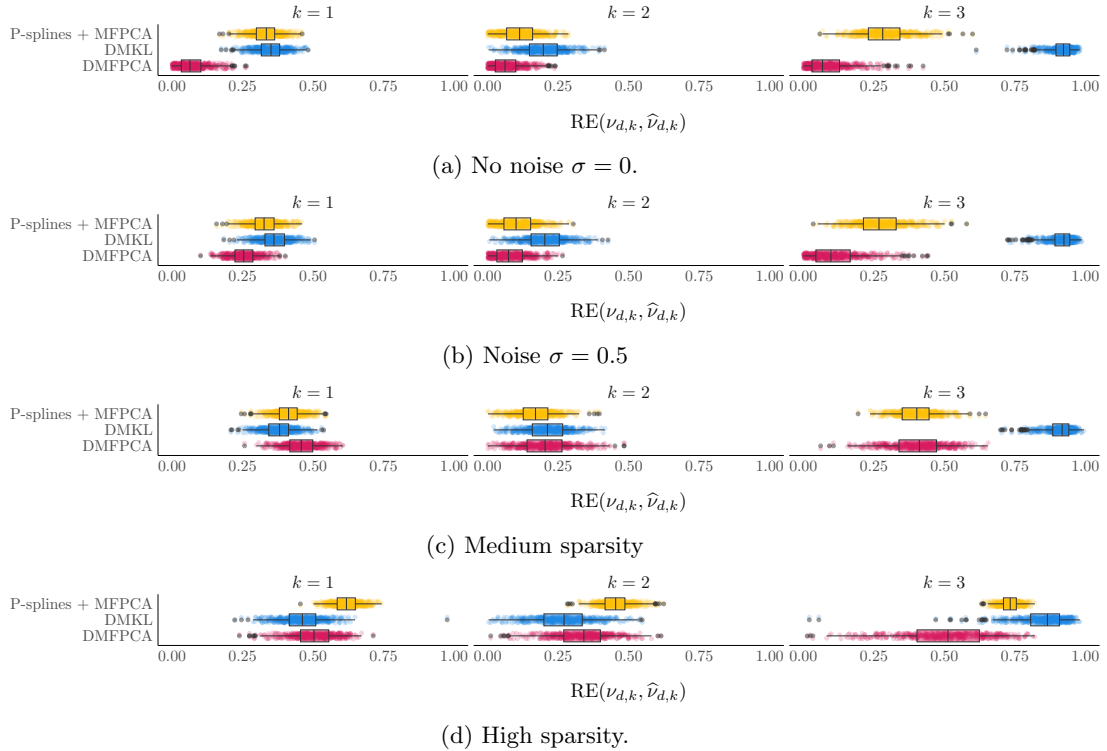 k = 1 k = 2 k = 3
P-splines + MFPCA
DMKL
DMFPCA
0.00 0.25 0.50 0.75 1.00 0.00 0.25 0.50 0.75 1.00 0.00 0.25 0.50 0.75 1.00
RE(ν_{d,k}, ν̂_{d,k})
(a) No noise σ = 0.
k = 1 k = 2 k = 3
P-splines + MFPCA
DMKL
DMFPCA
0.00 0.25 0.50 0.75 1.00 0.00 0.25 0.50 0.75 1.00 0.00 0.25 0.50 0.75 1.00
RE(ν_{d,k}, ν̂_{d,k})
(b) Noise σ = 0.5
k = 1 k = 2 k = 3
P-splines + MFPCA
DMKL
DMFPCA
0.00 0.25 0.50 0.75 1.00 0.00 0.25 0.50 0.75 1.00 0.00 0.25 0.50 0.75 1.00
RE(ν_{d,k}, ν̂_{d,k})
(c) Medium sparsity
k = 1 k = 2 k = 3
P-splines + MFPCA
DMKL
DMFPCA
0.00 0.25 0.50 0.75 1.00 0.00 0.25 0.50 0.75 1.00 0.00 0.25 0.50 0.75 1.00
RE(ν_{d,k}, ν̂_{d,k})
(d) High sparsity.